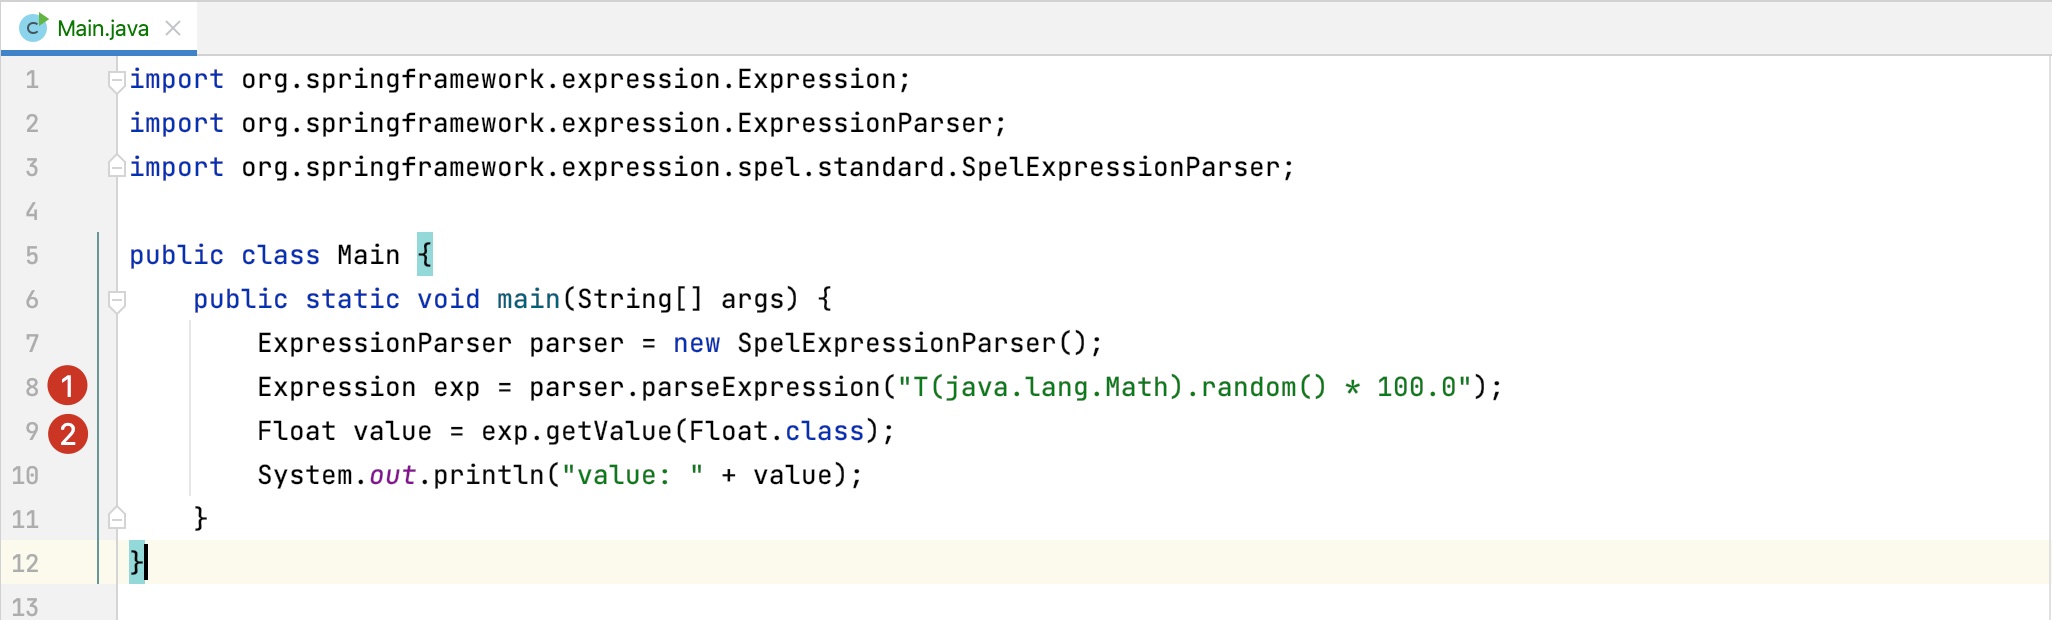 C Main.java
1 import org.springframework.expression.Expression;
2 import org.springframework.expression.ExpressionParser;
3 import org.springframework.expression.spel.standard.SpelExpressionParser;
4
5 public class Main {
6     public static void main(String[] args) {
7         ExpressionParser parser = new SpelExpressionParser();
8 1         Expression exp = parser.parseExpression("T(java.lang.Math).random() * 100.0");
9 2         Float value = exp.getValue(Float.class);
10         System.out.println("value: " + value);
11     }
12 }
13